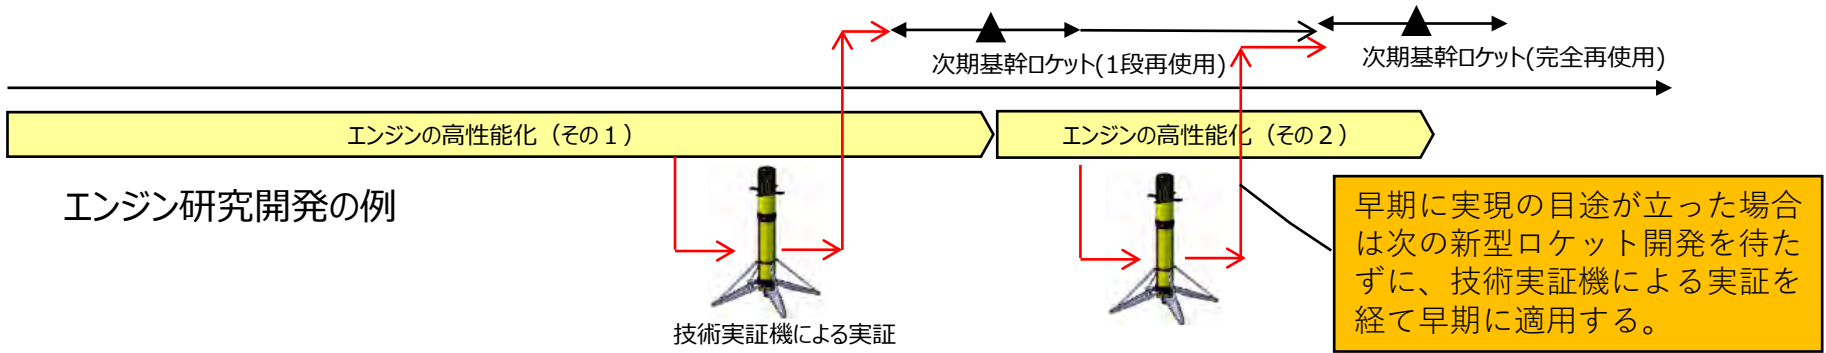 次期基幹ロケット(1段再使用)
次期基幹ロケット(完全再使用)
エンジンの高性能化（その１）
エンジンの高性能化（その２）
エンジン研究開発の例
技術実証機による実証
早期に実現の目途が立った場合
は次の新型ロケット開発を待た
ずに、技術実証機による実証を
経て早期に適用する。